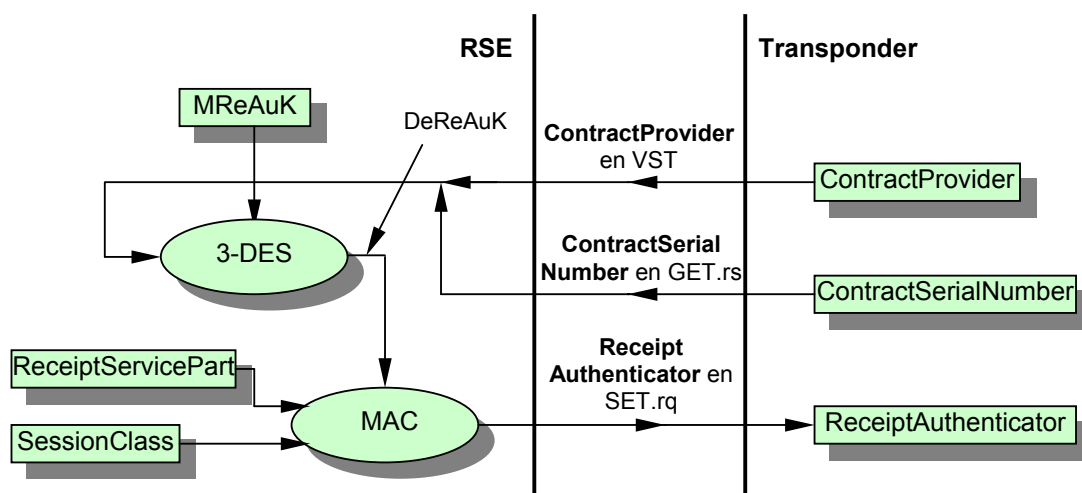 RSE
Transponder
MReAuK
DeReAuK
ContractProvider
en VST
ContractProvider
3-DES
ContractSerial
Number en GET.rs
ContractSerialNumber
ReceiptServicePart
Receipt
Authenticator en
SET.rq
MAC
ReceiptAuthenticator
SessionClass